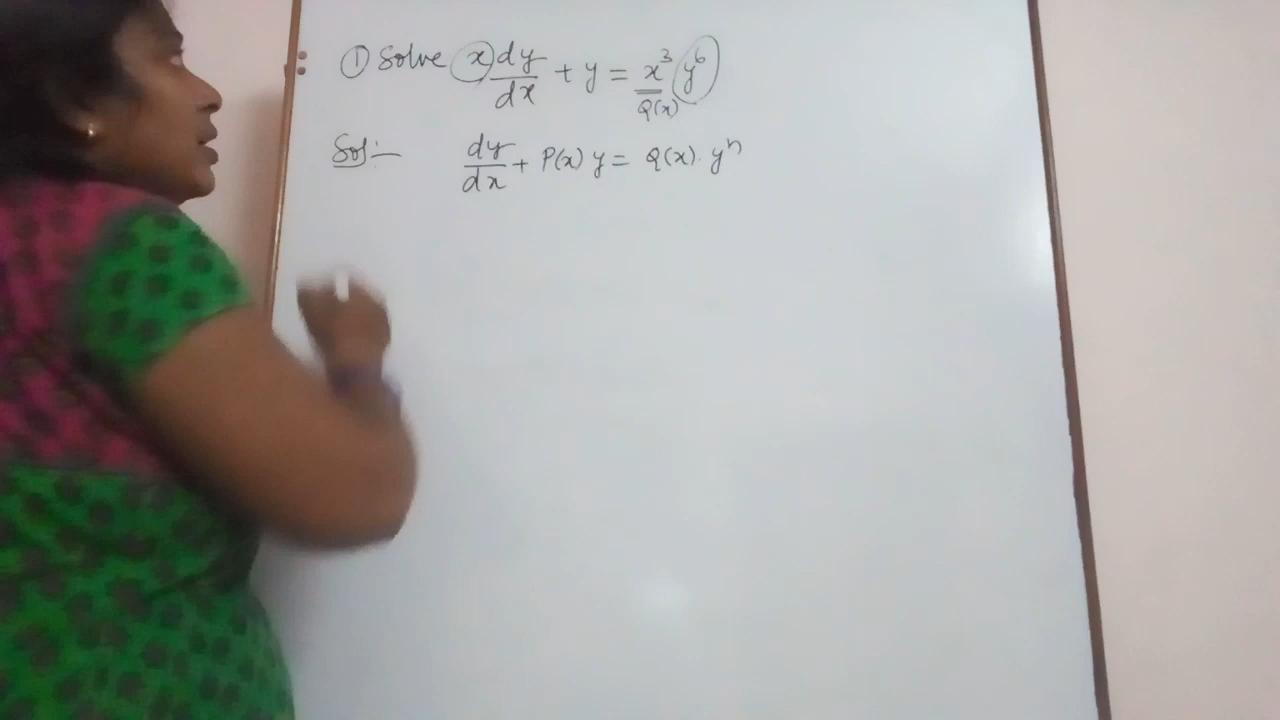 ① Solve x dy/dx + y = x³ y⁶
Q(x)
Sol:- dy/dx + P(x) y = Q(x) · yⁿ